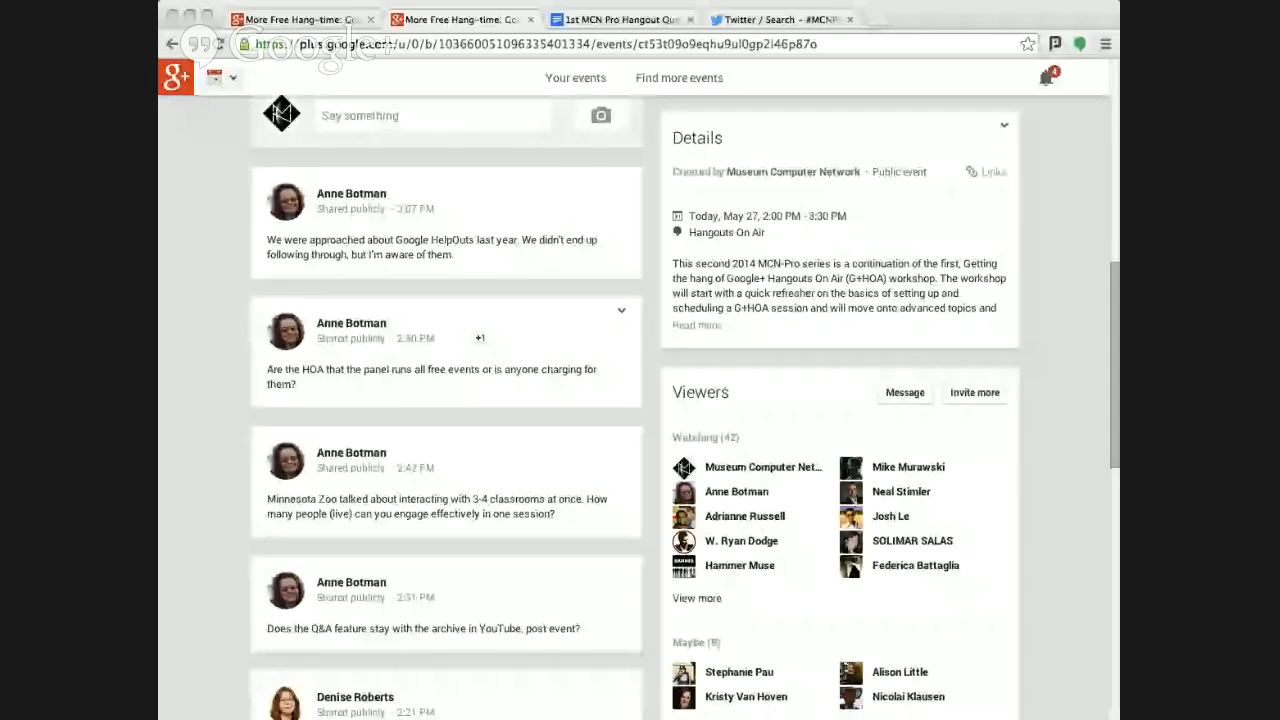 More Free Hang-time: Go
More Free Hang-time. Go
1st MCN Pro Hangout Qu
Twitter / Search - #MCNP
https://plus.google.com/u/0/b/103660051096335401334/events/ct53t09o9eqhu9ul0gp2i46p87o
Google+
g+
Your events
Find more events
4
Say something
Anne Botman
Shared publicly - 3:07 PM
We were approached about Google HelpOuts last year. We didn't end up
following through, but I'm aware of them.
Anne Botman
Shared publicly - 2:50 PM
+1
Are the HOA that the panel runs all free events or is anyone charging for
them?
Anne Botman
Shared publicly - 2:42 PM
Minnesota Zoo talked about interacting with 3-4 classrooms at once. How
many people (live) can you engage effectively in one session?
Anne Botman
Shared publicly - 2:31 PM
Does the Q&A feature stay with the archive in YouTube, post event?
Denise Roberts
Shared publicly - 2:21 PM
Details
Created by Museum Computer Network · Public event
Links
Today, May 27, 2:00 PM - 3:30 PM
Hangouts On Air
This second 2014 MCN-Pro series is a continuation of the first, Getting
the hang of Google+ Hangouts On Air (G+HOA) workshop. The workshop
will start with a quick refresher on the basics of setting up and
scheduling a G+HOA session and will move onto advanced topics and
Read more
Viewers
Message
Invite more
Watching (42)
Museum Computer Net...
Mike Murawski
Anne Botman
Neal Stimler
Adrianne Russell
Josh Le
W. Ryan Dodge
SOLIMAR SALAS
Hammer Muse
Federica Battaglia
View more
Maybe
Stephanie Pau
Alison Little
Kristy Van Hoven
Nicolai Klausen